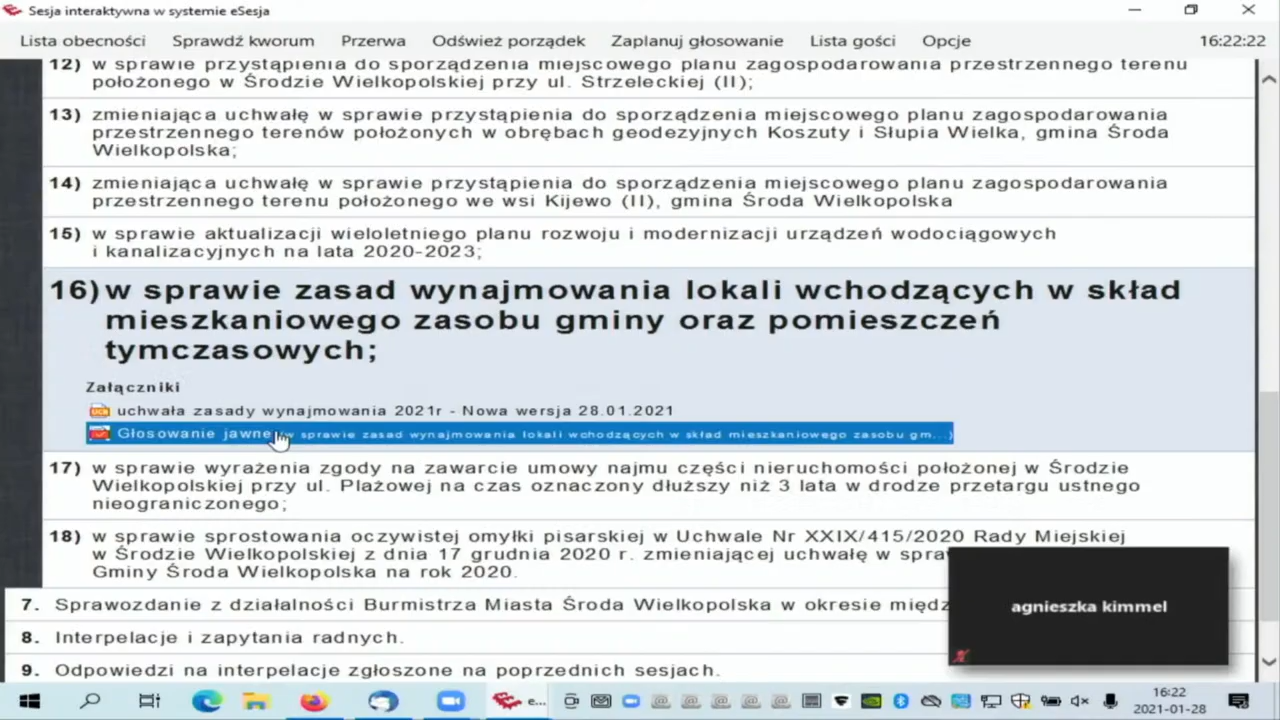 Sesja interaktywna w systemie eSesja
Lista obecności Sprawdź kworum Przerwa Odśwież porządek Zaplanuj głosowanie Lista gości Opcje 16:22:22
12) w sprawie przystąpienia do sporządzenia miejscowego planu zagospodarowania przestrzennego terenu
położonego w Środzie Wielkopolskiej przy ul. Strzeleckiej (II);
13) zmieniająca uchwałę w sprawie przystąpienia do sporządzenia miejscowego planu zagospodarowania
przestrzennego terenów położonych w obrębach geodezyjnych Koszuty i Słupia Wielka, gmina Środa
Wielkopolska;
14) zmieniająca uchwałę w sprawie przystąpienia do sporządzenia miejscowego planu zagospodarowania
przestrzennego terenu położonego we wsi Kijewo (II), gmina Środa Wielkopolska
15) w sprawie aktualizacji wieloletniego planu rozwoju i modernizacji urządzeń wodociągowych
i kanalizacyjnych na lata 2020-2023;
16) w sprawie zasad wynajmowania lokali wchodzących w skład
mieszkaniowego zasobu gminy oraz pomieszczeń
tymczasowych;
Załączniki
uchwała zasady wynajmowania 2021r - Nowa wersja 28.01.2021
Głosowanie jawne w sprawie zasad wynajmowania lokali wchodzących w skład mieszkaniowego zasobu gm...)
17) w sprawie wyrażenia zgody na zawarcie umowy najmu części nieruchomości położonej w Środzie
Wielkopolskiej przy ul. Plażowej na czas oznaczony dłuższy niż 3 lata w drodze przetargu ustnego
nieograniczonego;
18) w sprawie sprostowania oczywistej omyłki pisarskiej w Uchwale Nr XXIX/415/2020 Rady Miejskiej
w Środzie Wielkopolskiej z dnia 17 grudnia 2020 r. zmieniającej uchwałę w spraw
Gminy Środa Wielkopolska na rok 2020.
7. Sprawozdanie z działalności Burmistrza Miasta Środa Wielkopolska w okresie międz
agnieszka kimmel
8. Interpelacje i zapytania radnych.
9. Odpowiedzi na interpelacje zgłoszone na poprzednich sesjach.
e...
16:22
2021-01-28